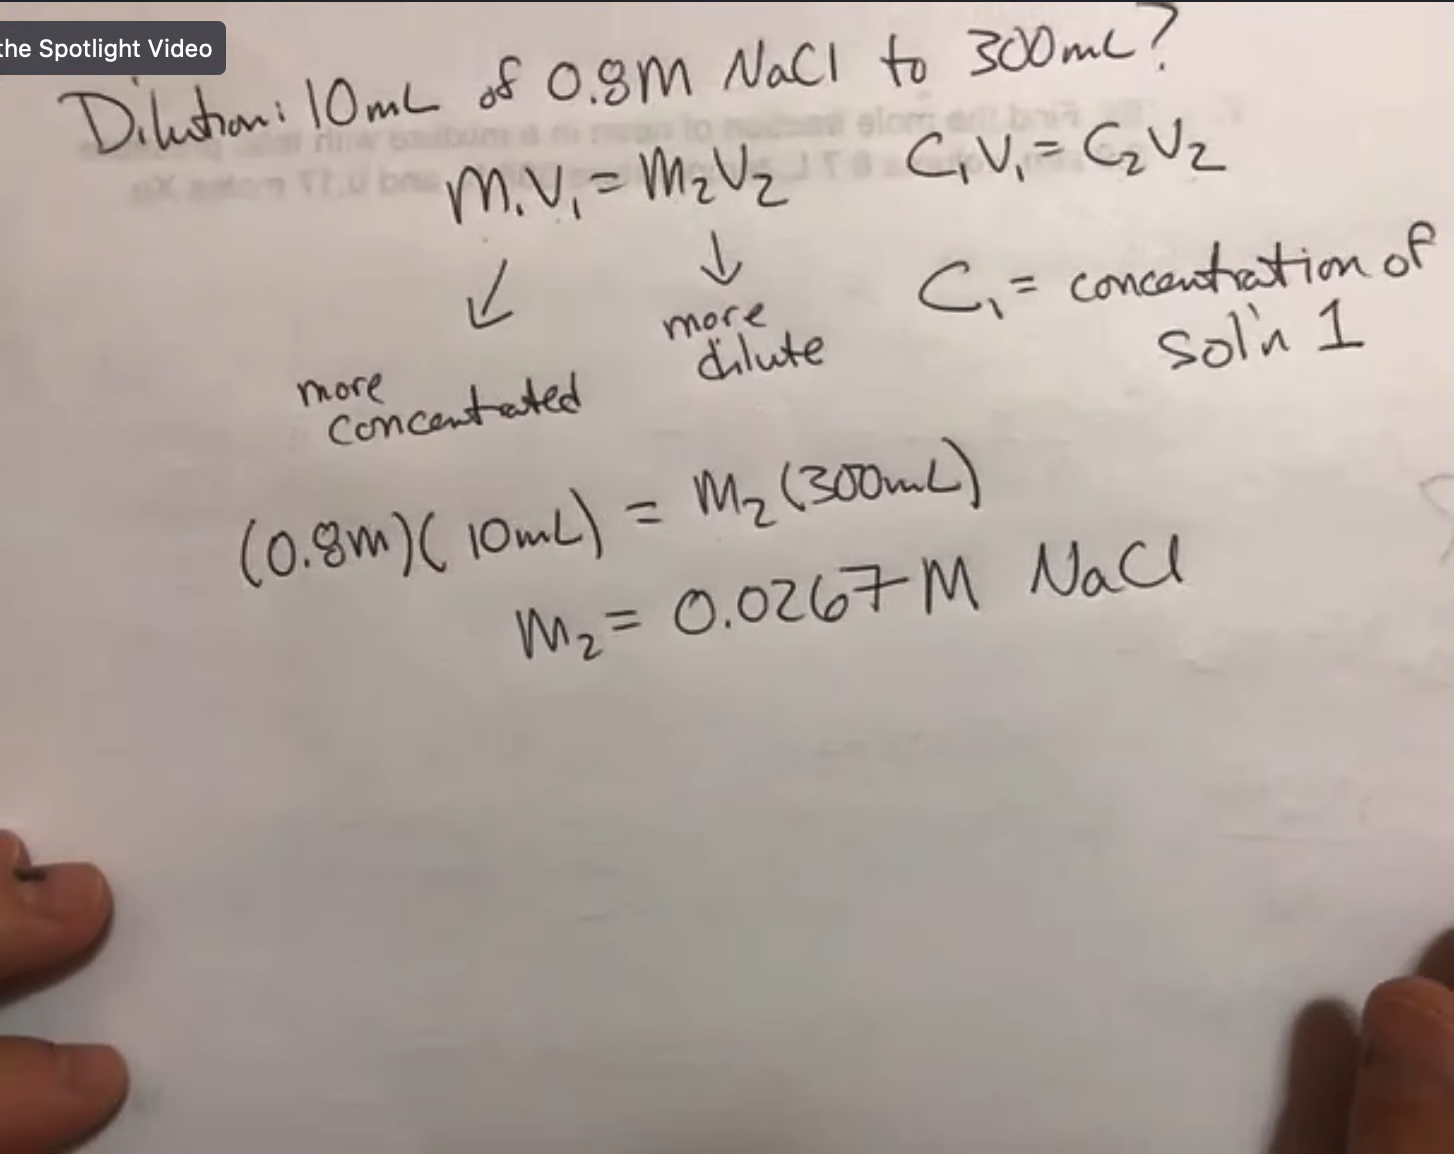 the Spotlight Video
Dilution: 10mL of 0.8M NaCl to 300mL?
M₁V₁ = M₂V₂
C₁V₁ = C₂V₂
more
concentrated
more
dilute
C₁ = concentration of
sol'n 1
(0.8M)(10mL) = M₂(300mL)
M₂ = 0.0267M NaCl